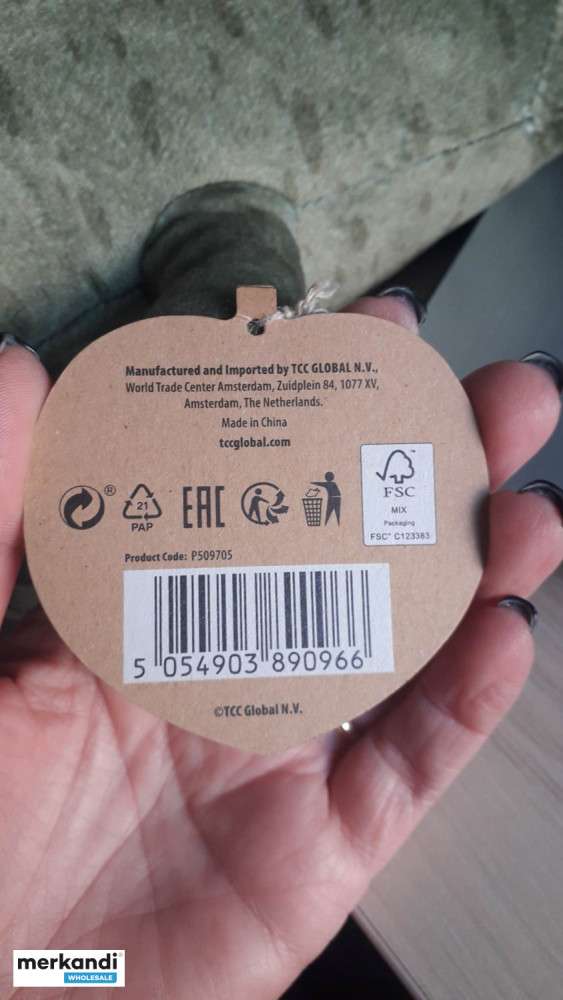 Manufactured and Imported by TCC GLOBAL N.V.,
World Trade Center Amsterdam, Zuidplein 84, 1077 XV,
Amsterdam, The Netherlands.
Made in China
tccglobal.com
®
21
PAP
EAC
FSC
MIX
Packaging
FSC® C123383
Product Code: P509705
5 054903 890966
©TCC Global N.V.
merkandi
WHOLESALE